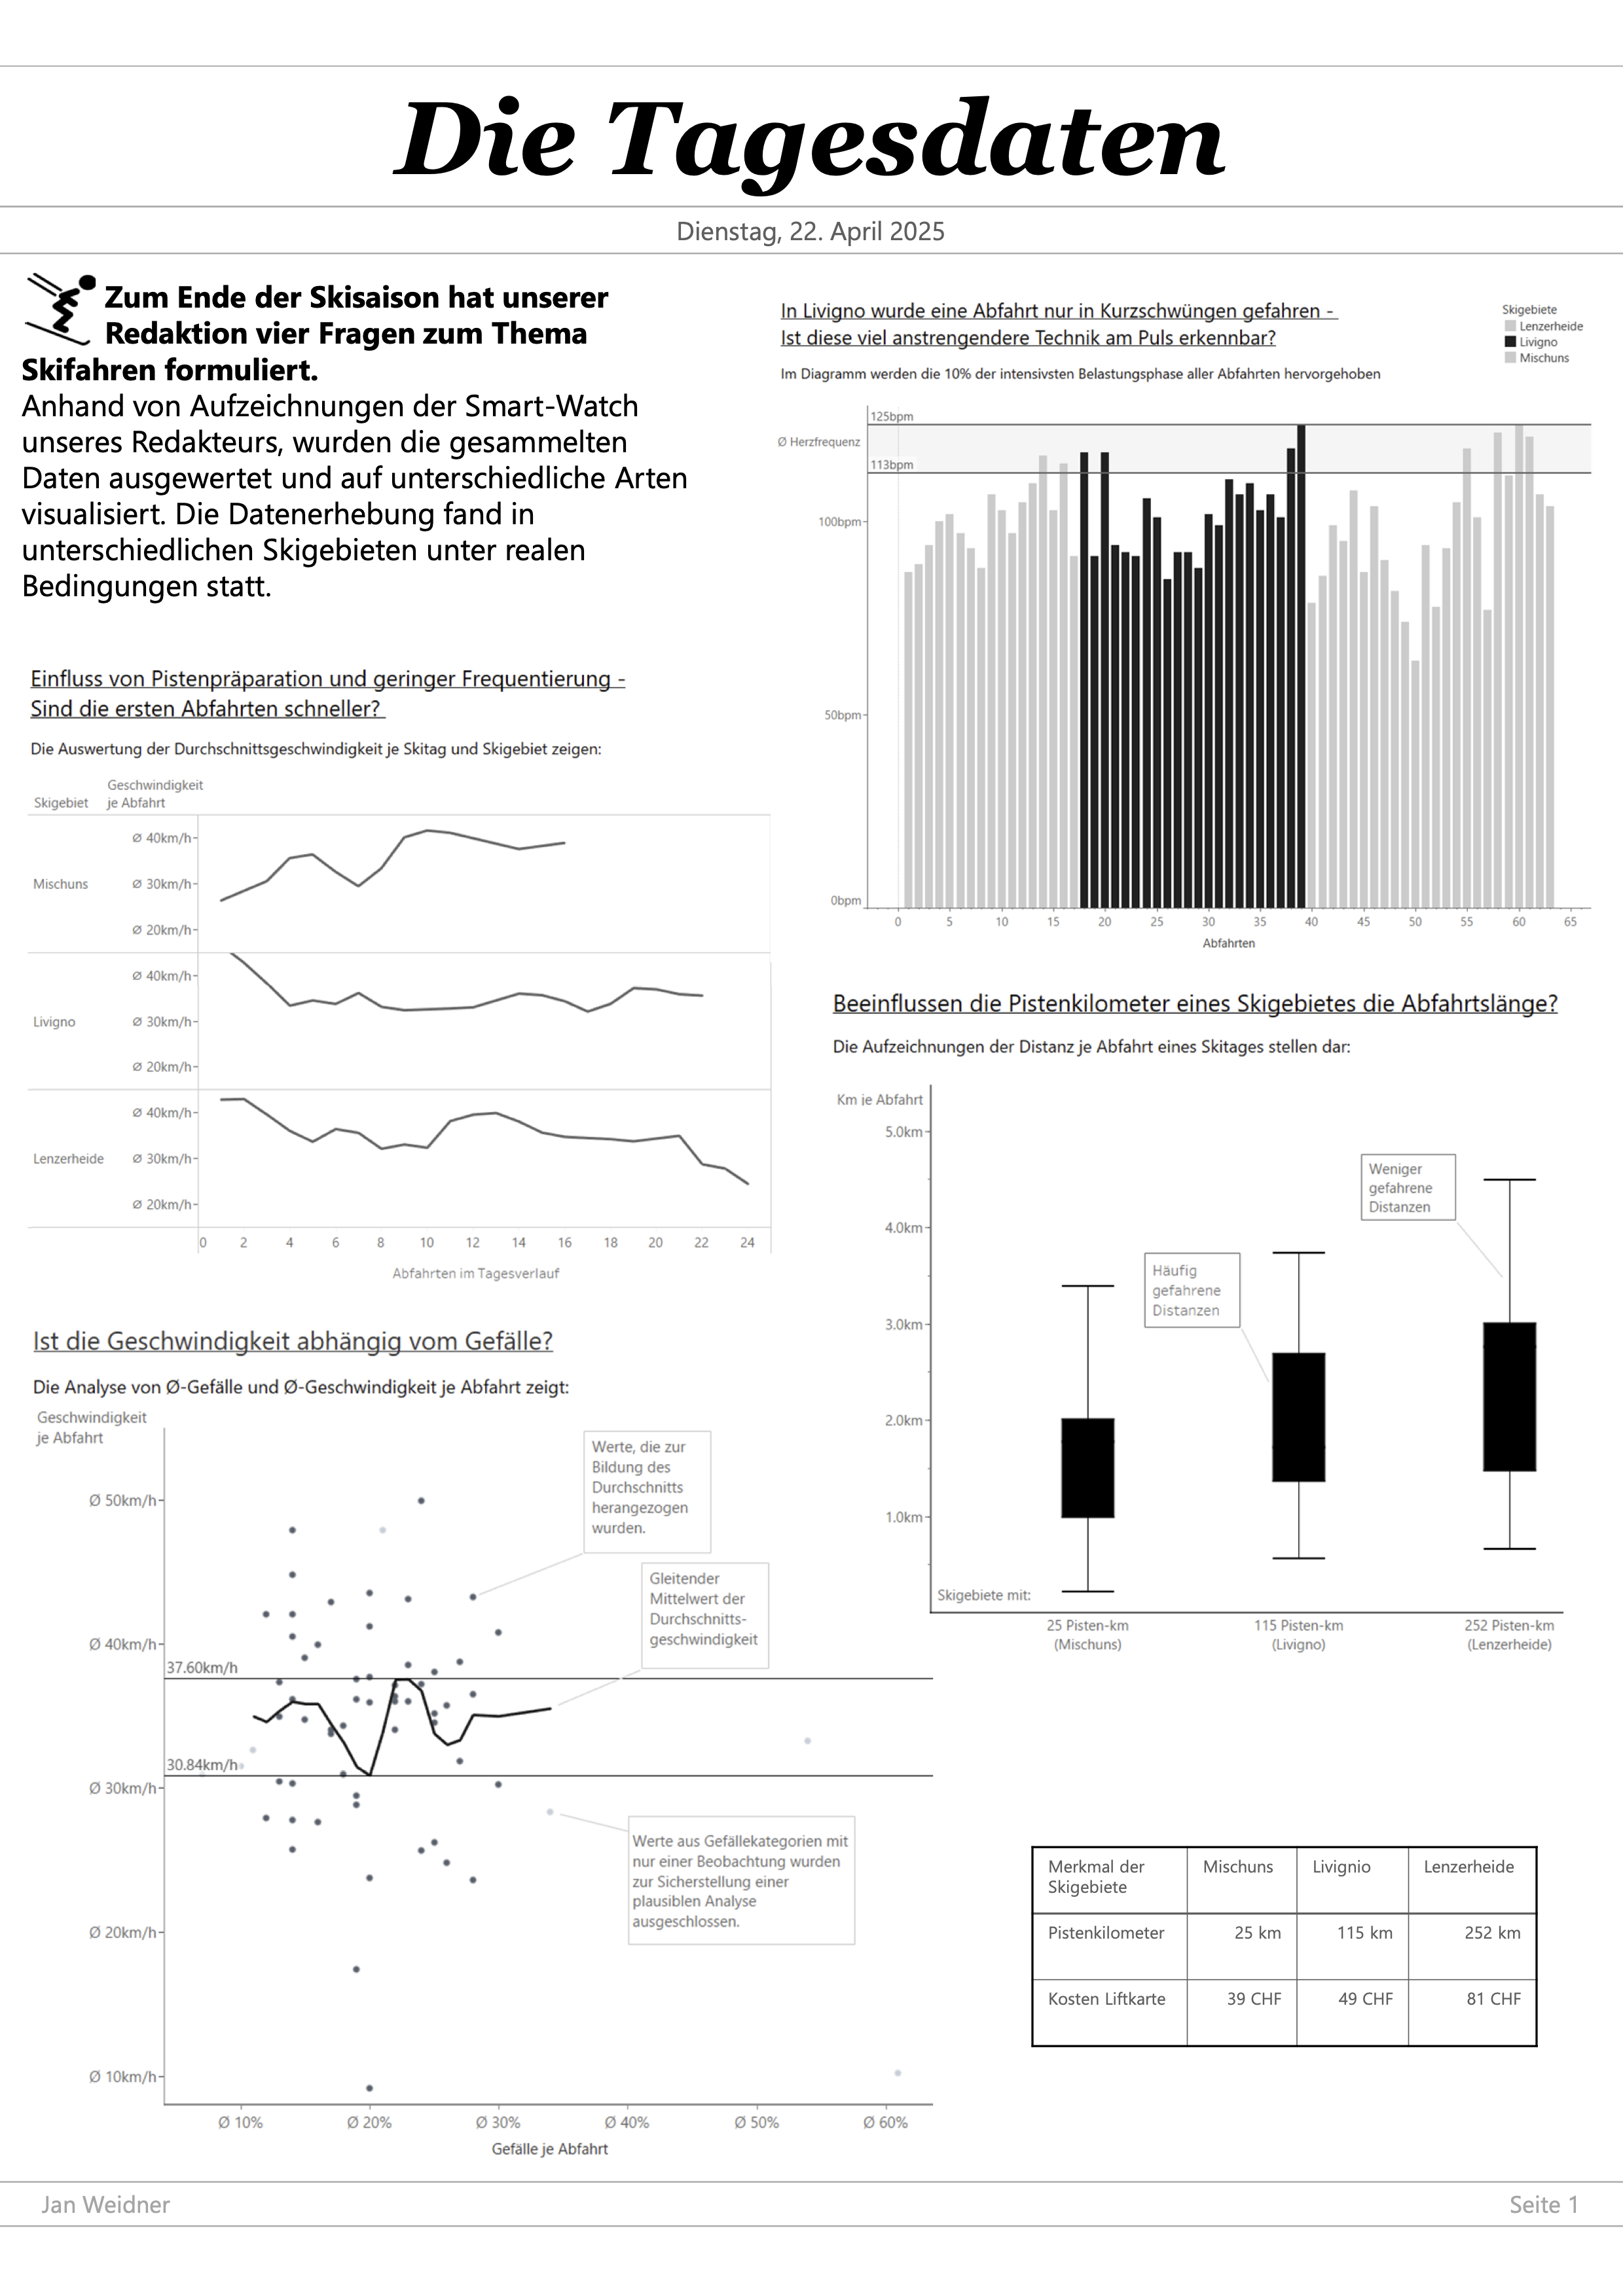 Die Tagesdaten
Dienstag, 22. April 2025
Zum Ende der Skisaison hat unserer
Redaktion vier Fragen zum Thema
Skifahren formuliert.
Anhand von Aufzeichnungen der Smart-Watch
unseres Redakteurs, wurden die gesammelten
Daten ausgewertet und auf unterschiedliche Arten
visualisiert. Die Datenerhebung fand in
unterschiedlichen Skigebieten unter realen
Bedingungen statt.
Einfluss von Pistenpräparation und geringer Frequentierung -
Sind die ersten Abfahrten schneller?
Die Auswertung der Durchschnittsgeschwindigkeit je Skitag und Skigebiet zeigen:
Skigebiet
Geschwindigkeit
je Abfahrt
Mischuns
Ø 40km/h
Ø 30km/h
Ø 20km/h
Livigno
Ø 40km/h
Ø 30km/h
Ø 20km/h
Lenzerheide
Ø 40km/h
Ø 30km/h
Ø 20km/h
0 2 4 6 8 10 12 14 16 18 20 22 24
Abfahrten im Tagesverlauf
Ist die Geschwindigkeit abhängig vom Gefälle?
Die Analyse von Ø-Gefälle und Ø-Geschwindigkeit je Abfahrt zeigt:
Geschwindigkeit
je Abfahrt
Ø 50km/h
Ø 40km/h
37.60km/h
30.84km/h
Ø 30km/h
Ø 20km/h
Ø 10km/h
Werte, die zur
Bildung des
Durchschnitts
herangezogen
wurden.
Gleitender
Mittelwert der
Durchschnitts-
geschwindigkeit
Werte aus Gefällekategorien mit
nur einer Beobachtung wurden
zur Sicherstellung einer
plausiblen Analyse
ausgeschlossen.
Ø 10% Ø 20% Ø 30% Ø 40% Ø 50% Ø 60%
Gefälle je Abfahrt
In Livigno wurde eine Abfahrt nur in Kurzschwüngen gefahren -
Ist diese viel anstrengendere Technik am Puls erkennbar?
Im Diagramm werden die 10% der intensivsten Belastungsphase aller Abfahrten hervorgehoben
Skigebiete
Lenzerheide
Livigno
Mischuns
125bpm
Ø Herzfrequenz
113bpm
100bpm
50bpm
0bpm
0 5 10 15 20 25 30 35 40 45 50 55 60 65
Abfahrten
Beeinflussen die Pistenkilometer eines Skigebietes die Abfahrtslänge?
Die Aufzeichnungen der Distanz je Abfahrt eines Skitages stellen dar:
Km je Abfahrt
5.0km
4.0km
3.0km
2.0km
1.0km
Weniger
gefahrene
Distanzen
Häufig
gefahrene
Distanzen
Skigebiete mit:
25 Pisten-km 115 Pisten-km 252 Pisten-km
(Mischuns) (Livigno) (Lenzerheide)
Merkmal der
Skigebiete
Mischuns Livignio Lenzerheide
Pistenkilometer 25 km 115 km 252 km
Kosten Liftkarte 39 CHF 49 CHF 81 CHF
Jan Weidner
Seite 1